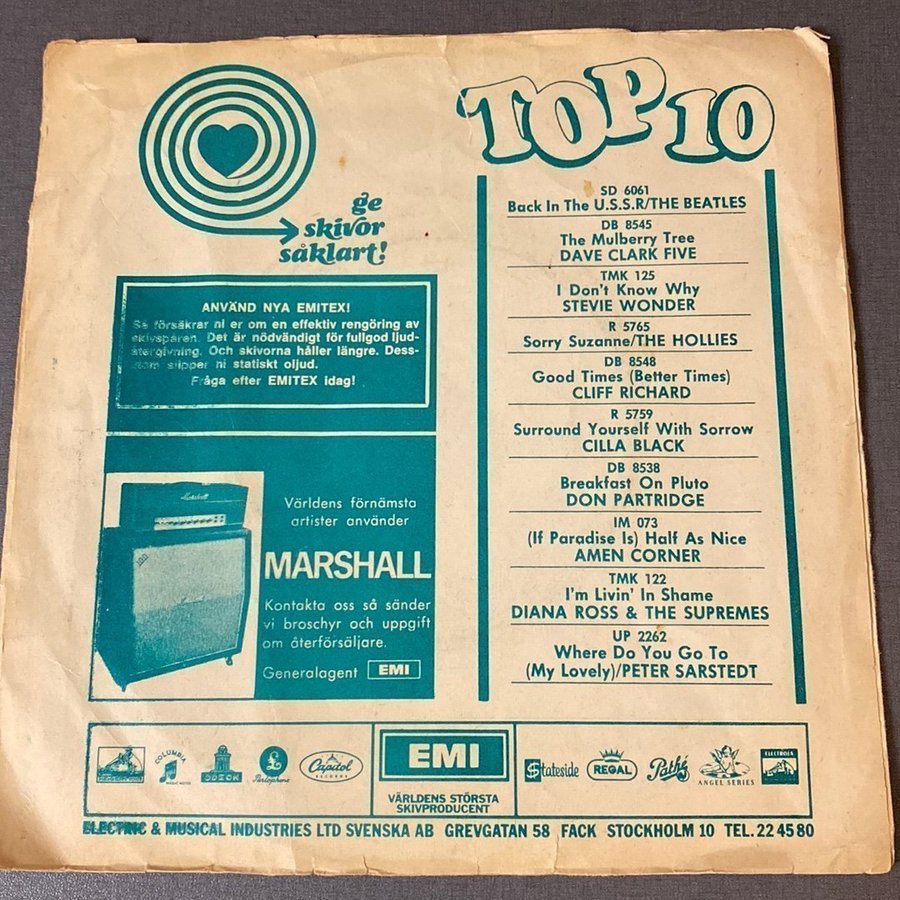 ge
skivor
såklart!
ANVÄND NYA EMITEX!
Så försäkrar ni er om en effektiv rengöring av
skivspåren. Det är nödvändigt för fullgod ljud-
återgivning. Och skivorna håller längre. Dess-
utom slipper ni statiskt oljud.
Fråga efter EMITEX idag!
Marshall
100
Världens förnämsta
artister använder
MARSHALL
Kontakta oss så sänder
vi broschyr och uppgift
om återförsäljare.
Generalagent EMI
TOP 10
SD 6061
Back In The U.S.S.R/THE BEATLES
DB 8545
The Mulberry Tree
DAVE CLARK FIVE
TMK 125
I Don't Know Why
STEVIE WONDER
R 5765
Sorry Suzanne/THE HOLLIES
DB 8548
Good Times (Better Times)
CLIFF RICHARD
R 5759
Surround Yourself With Sorrow
CILLA BLACK
DB 8538
Breakfast On Pluto
DON PARTRIDGE
IM 073
(If Paradise Is) Half As Nice
AMEN CORNER
TMK 122
I'm Livin' In Shame
DIANA ROSS & THE SUPREMES
UP 2262
Where Do You Go To
(My Lovely)/PETER SARSTEDT
COLUMBIA
ODEON
Parlophone
Capitol
RECORDS
EMI
VÄRLDENS STÖRSTA
SKIVPRODUCENT
Stateside
REGAL
Pathé
ANGEL SERIES
ELECTROLA
ELECTRIC & MUSICAL INDUSTRIES LTD SVENSKA AB GREVGATAN 58 FACK STOCKHOLM 10 TEL. 22 45 80